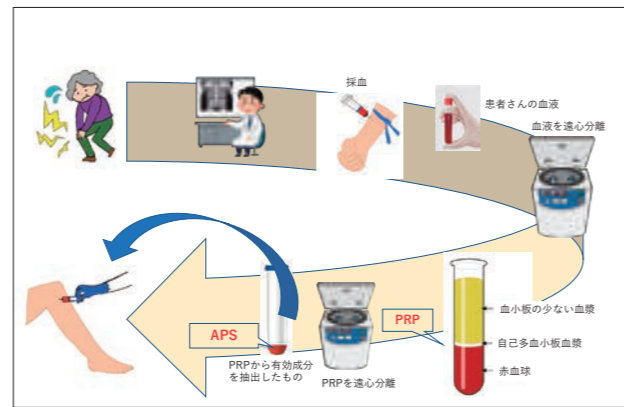 採血
患者さんの血液
血液を遠心分離
血小板の少ない血漿
自己多血小板血漿
赤血球
PRP
PRPを遠心分離
APS
PRPから有効成分
を抽出したもの